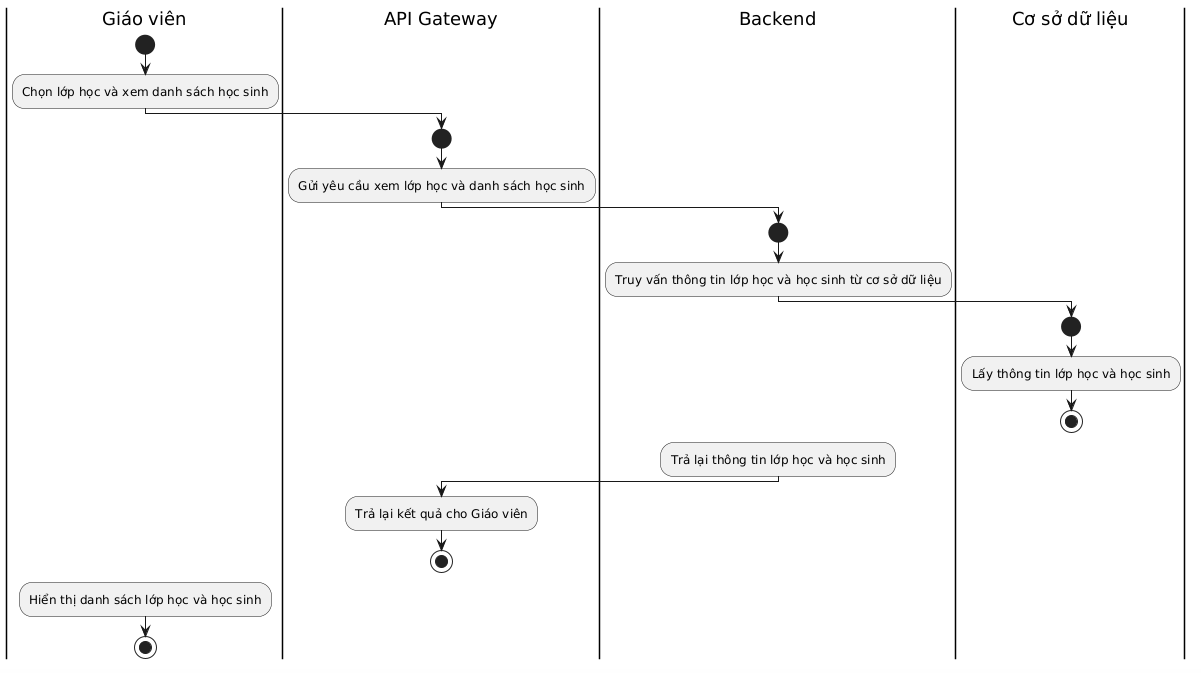 Giáo viên
API Gateway
Backend
Cơ sở dữ liệu
Chọn lớp học và xem danh sách học sinh
Gửi yêu cầu xem lớp học và danh sách học sinh
Truy vấn thông tin lớp học và học sinh từ cơ sở dữ liệu
Lấy thông tin lớp học và học sinh
Trả lại thông tin lớp học và học sinh
Trả lại kết quả cho Giáo viên
Hiển thị danh sách lớp học và học sinh